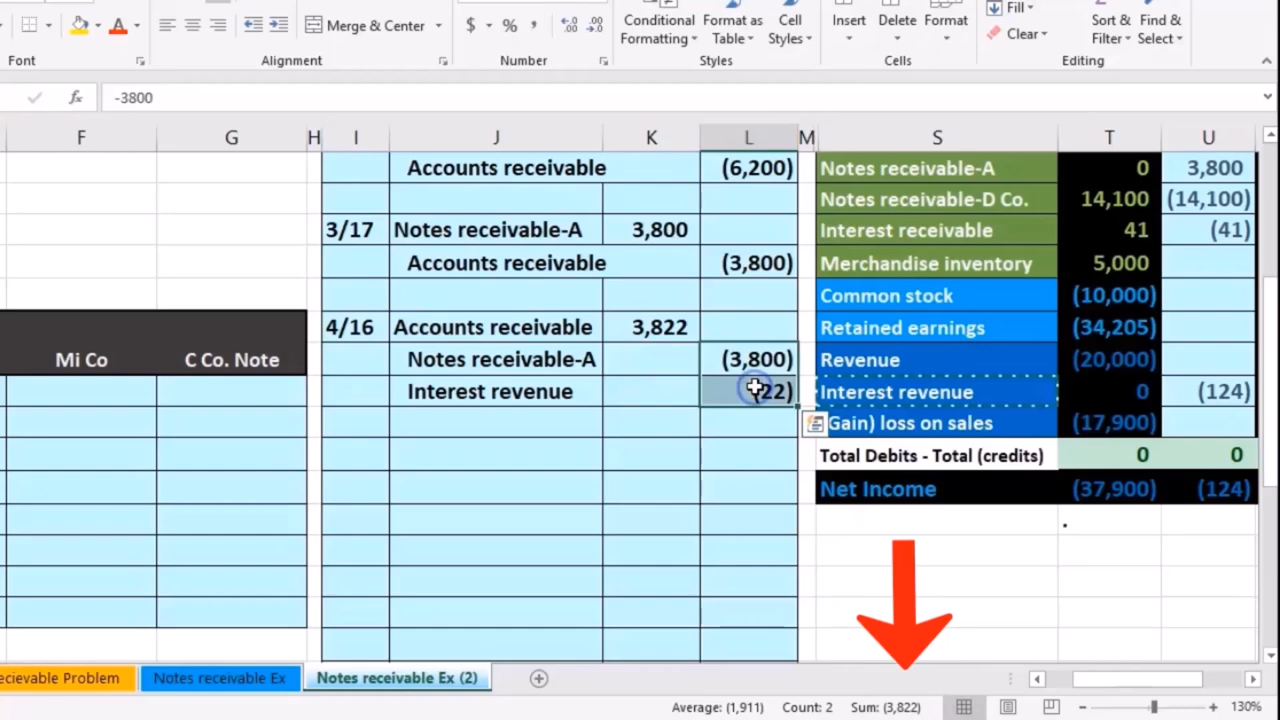 Merge & Center
$ % ,
Conditional Formatting
Format as Table
Cell Styles
Insert
Delete
Format
Fill
Clear
Sort & Filter
Find & Select
Font
Alignment
Number
Styles
Cells
Editing
fx -3800
F G H I J K L M S T U
Accounts receivable (6,200) Notes receivable-A 0 3,800
Notes receivable-D Co. 14,100 (14,100)
3/17 Notes receivable-A 3,800 Interest receivable 41 (41)
Accounts receivable (3,800) Merchandise inventory 5,000
Common stock (10,000)
4/16 Accounts receivable 3,822 Retained earnings (34,205)
Mi Co C Co. Note Notes receivable-A (3,800) Revenue (20,000)
Interest revenue 22) Interest revenue 0 (124)
Gain) loss on sales (17,900)
Total Debits - Total (credits) 0 0
Net Income (37,900) (124)
.
ecievable Problem Notes receivable Ex Notes receivable Ex (2)
Average: (1,911) Count: 2 Sum: (3,822) 130%